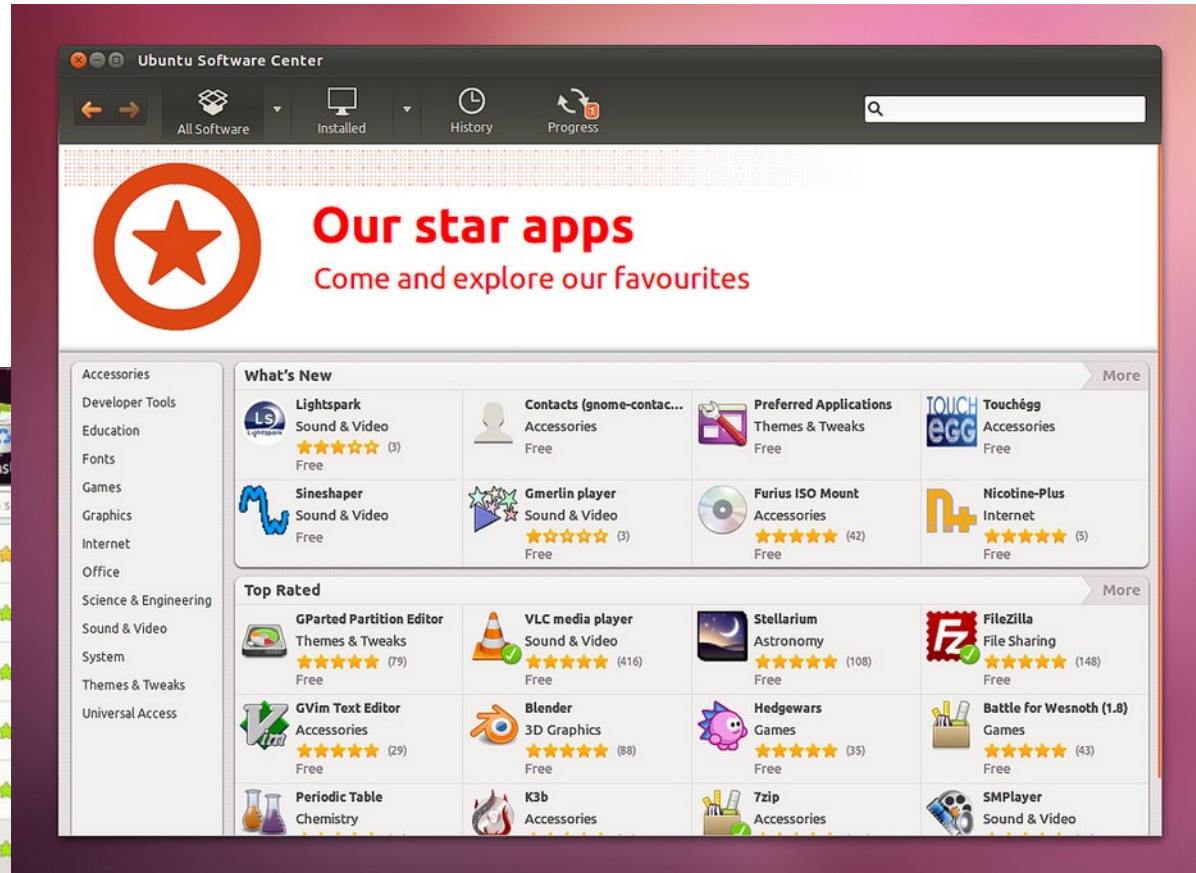 Ubuntu Software Center
All Software
Installed
History
Progress
1
Our star apps
Come and explore our favourites
Accessories
Developer Tools
Education
Fonts
Games
Graphics
Internet
Office
Science & Engineering
Sound & Video
System
Themes & Tweaks
Universal Access
What's New
More
Ls
Lightspark
Lightspark
Sound & Video
(3)
Free
Contacts (gnome-contac...
Accessories
Free
Preferred Applications
Themes & Tweaks
Free
TOUCH
egg
Touchégg
Accessories
Free
Sineshaper
Sound & Video
Free
Gmerlin player
Sound & Video
(3)
Free
Furius ISO Mount
Accessories
(42)
Free
n+
Nicotine-Plus
Internet
(5)
Free
Top Rated
More
GParted Partition Editor
Themes & Tweaks
(79)
Free
VLC media player
Sound & Video
(416)
Free
Stellarium
Astronomy
(108)
Free
Fz
FileZilla
File Sharing
(148)
Free
Vim
GVim Text Editor
Accessories
(29)
Free
Blender
3D Graphics
(88)
Free
Hedgewars
Games
(35)
Free
Battle for Wesnoth (1.8)
Games
(43)
Free
Periodic Table
Chemistry
K3b
Accessories
7zip
Accessories
SMPlayer
Sound & Video